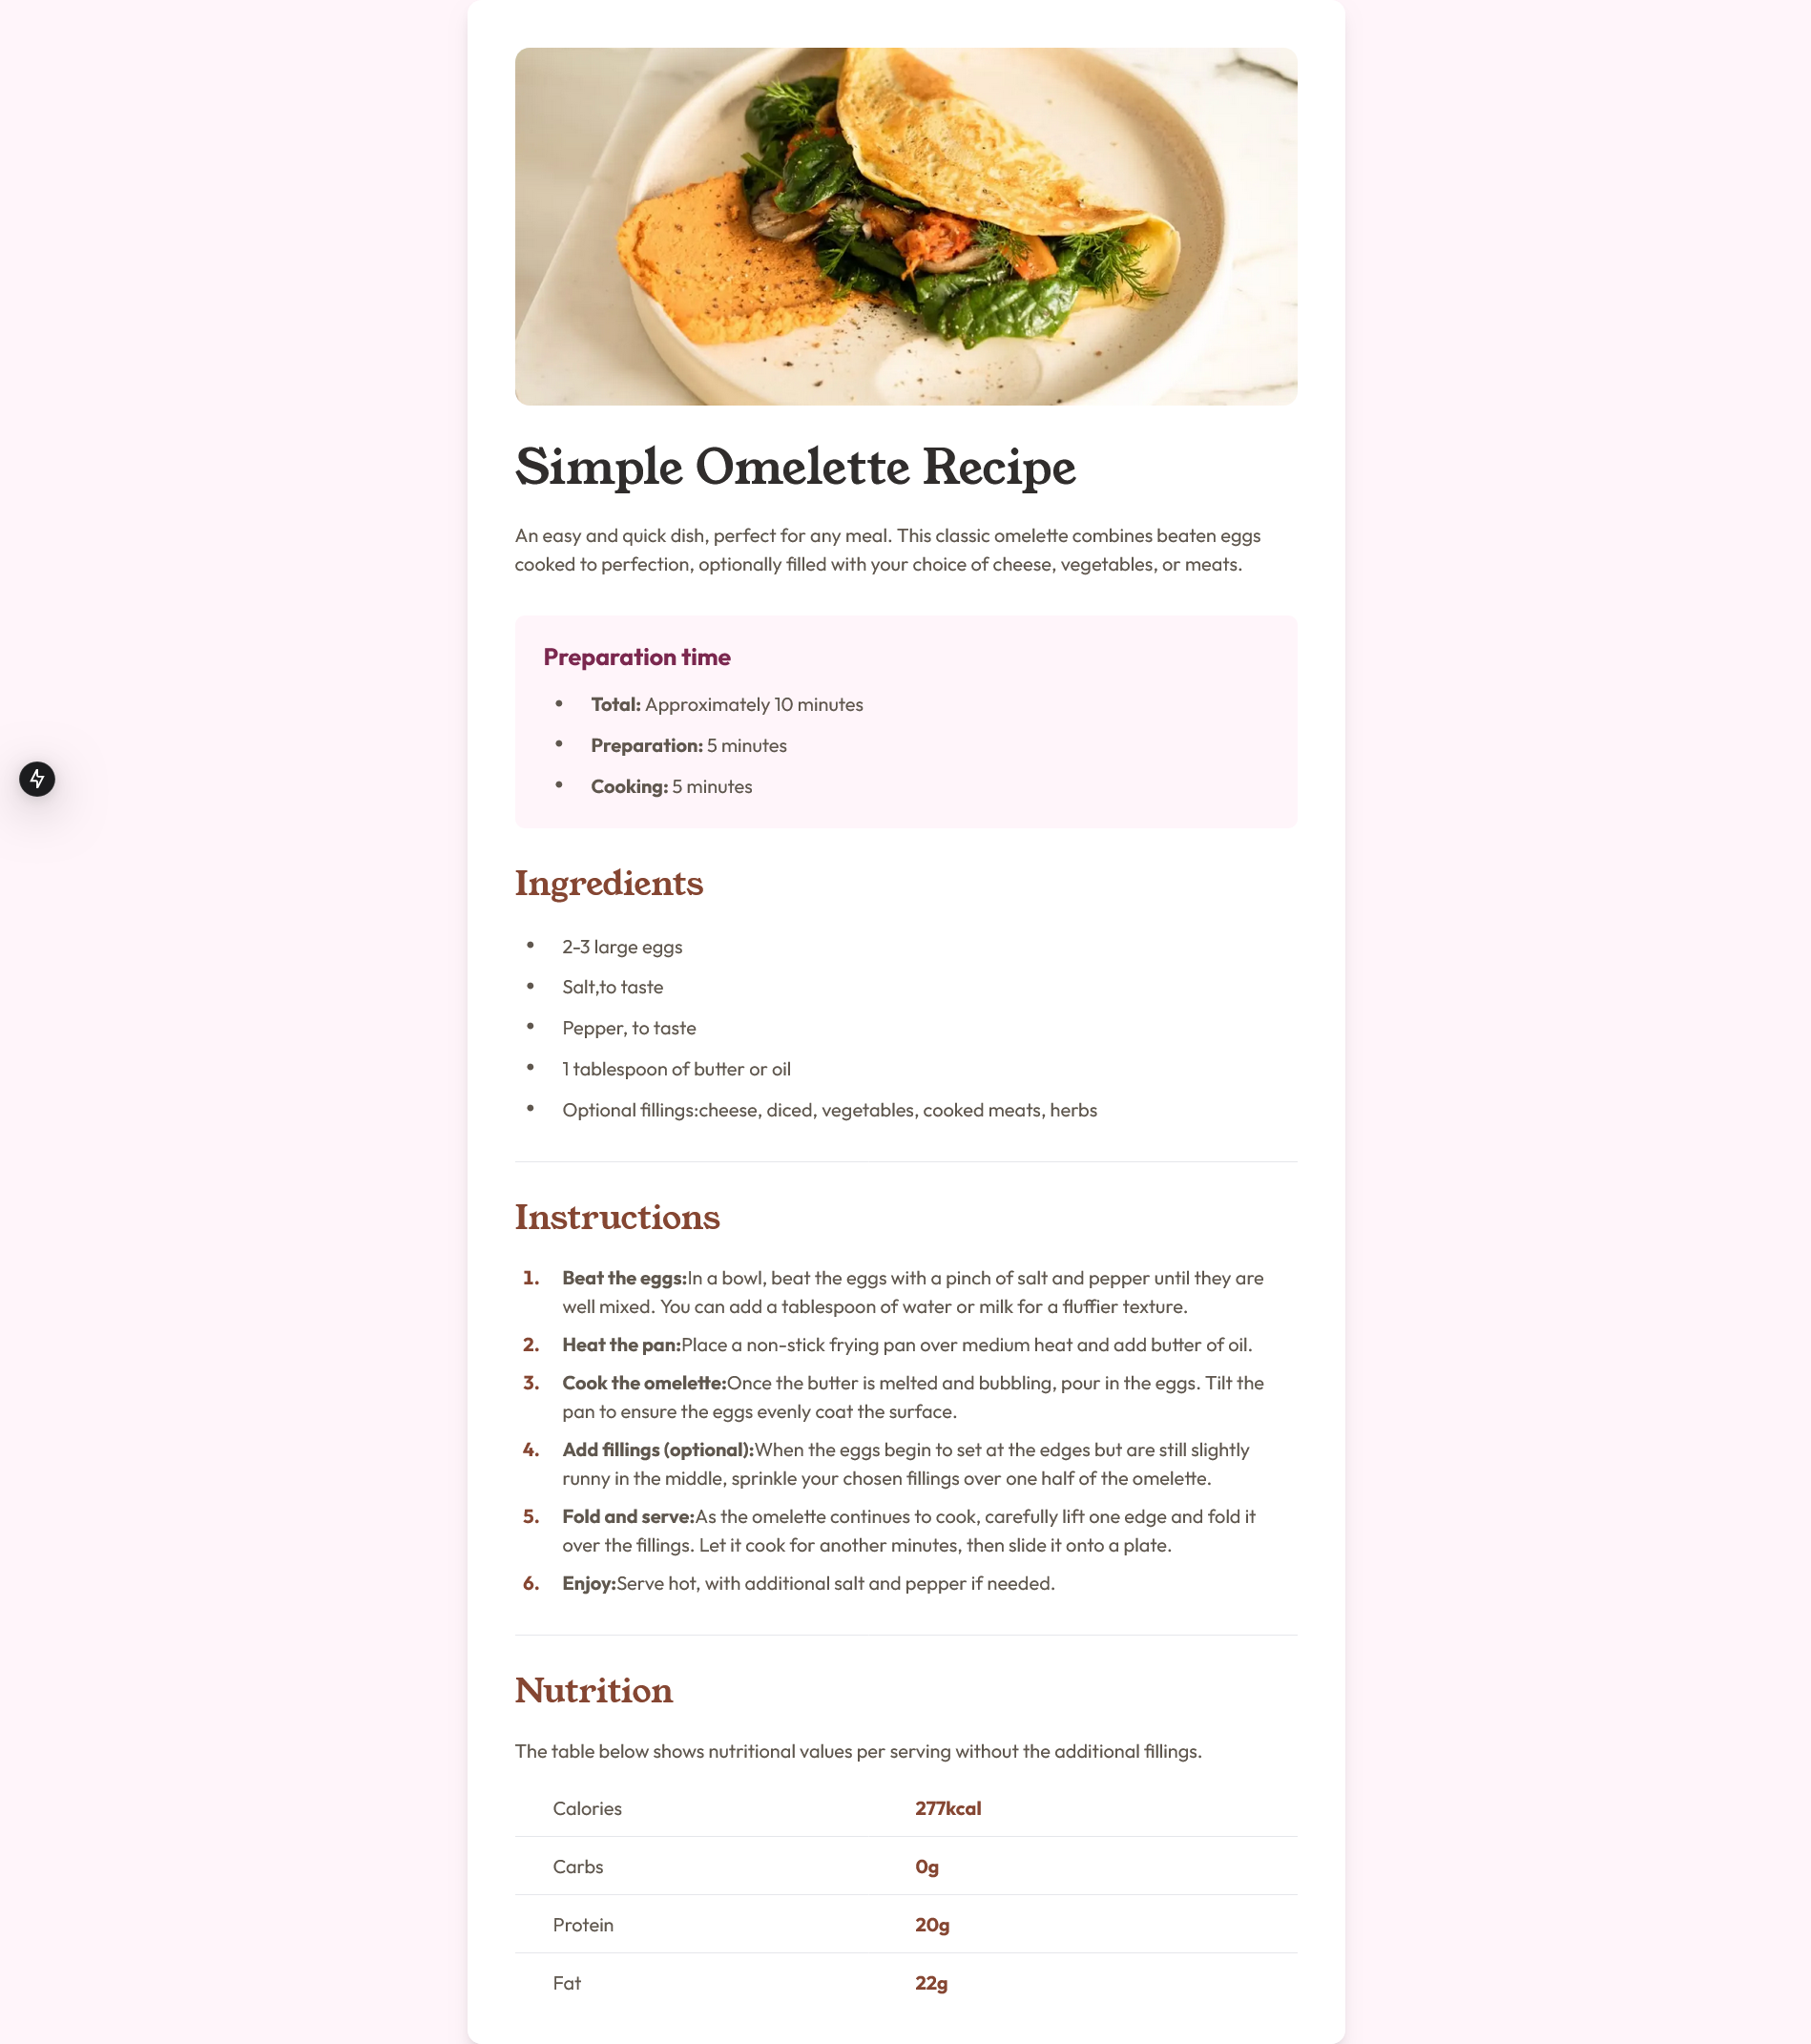 Simple Omelette Recipe
An easy and quick dish, perfect for any meal. This classic omelette combines beaten eggs
cooked to perfection, optionally filled with your choice of cheese, vegetables, or meats.
Preparation time
• Total: Approximately 10 minutes
• Preparation: 5 minutes
• Cooking: 5 minutes
Ingredients
• 2-3 large eggs
• Salt,to taste
• Pepper, to taste
• 1 tablespoon of butter or oil
• Optional fillings:cheese, diced, vegetables, cooked meats, herbs
Instructions
1. Beat the eggs:In a bowl, beat the eggs with a pinch of salt and pepper until they are
well mixed. You can add a tablespoon of water or milk for a fluffier texture.
2. Heat the pan:Place a non-stick frying pan over medium heat and add butter of oil.
3. Cook the omelette:Once the butter is melted and bubbling, pour in the eggs. Tilt the
pan to ensure the eggs evenly coat the surface.
4. Add fillings (optional):When the eggs begin to set at the edges but are still slightly
runny in the middle, sprinkle your chosen fillings over one half of the omelette.
5. Fold and serve:As the omelette continues to cook, carefully lift one edge and fold it
over the fillings. Let it cook for another minutes, then slide it onto a plate.
6. Enjoy:Serve hot, with additional salt and pepper if needed.
Nutrition
The table below shows nutritional values per serving without the additional fillings.
Calories 277kcal
Carbs 0g
Protein 20g
Fat 22g